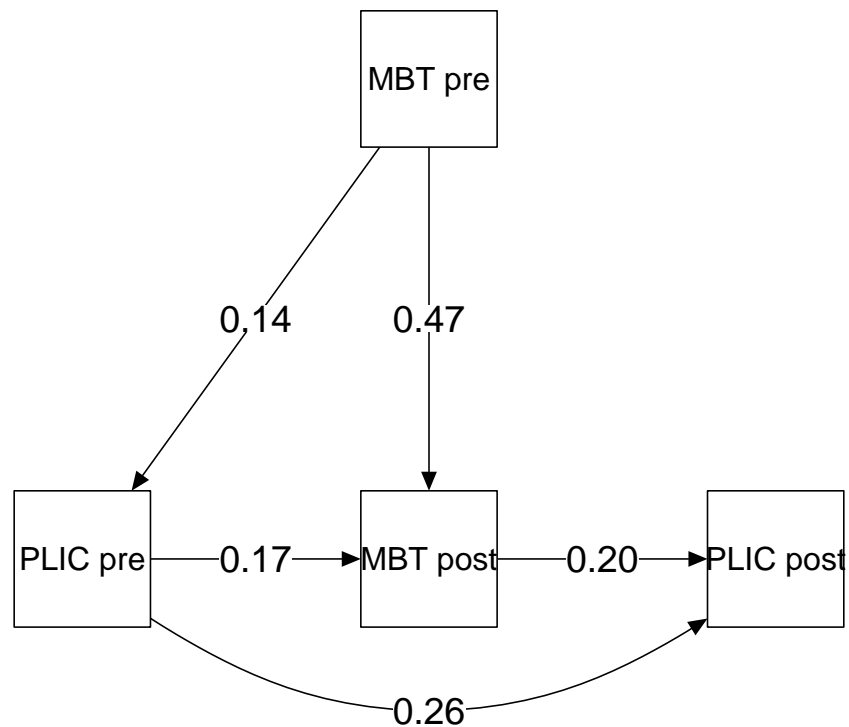 MBT pre
0.14
0.47
PLIC pre
0.17
MBT post
0.20
PLIC post
0.26